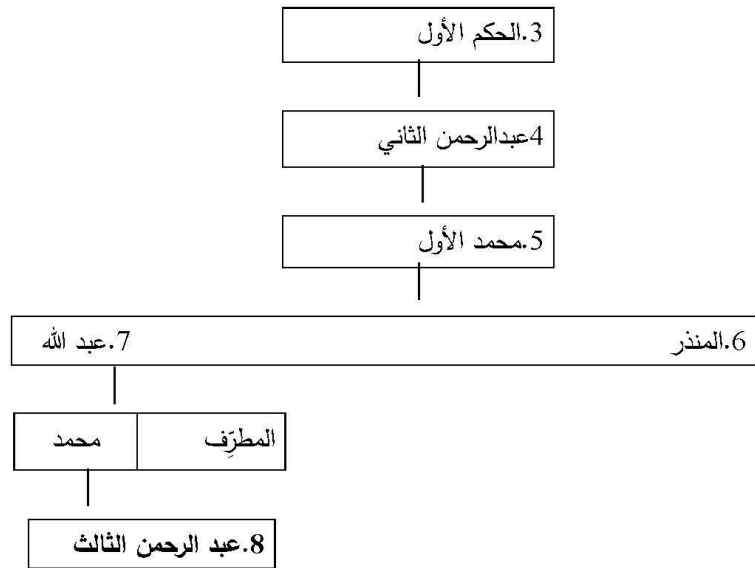 3.الحكم الأول
4عبدالرحمن الثاني
5.محمد الأول
6.المنذر 7.عبد الله
المطرِّف محمد
8.عبد الرحمن الثالث